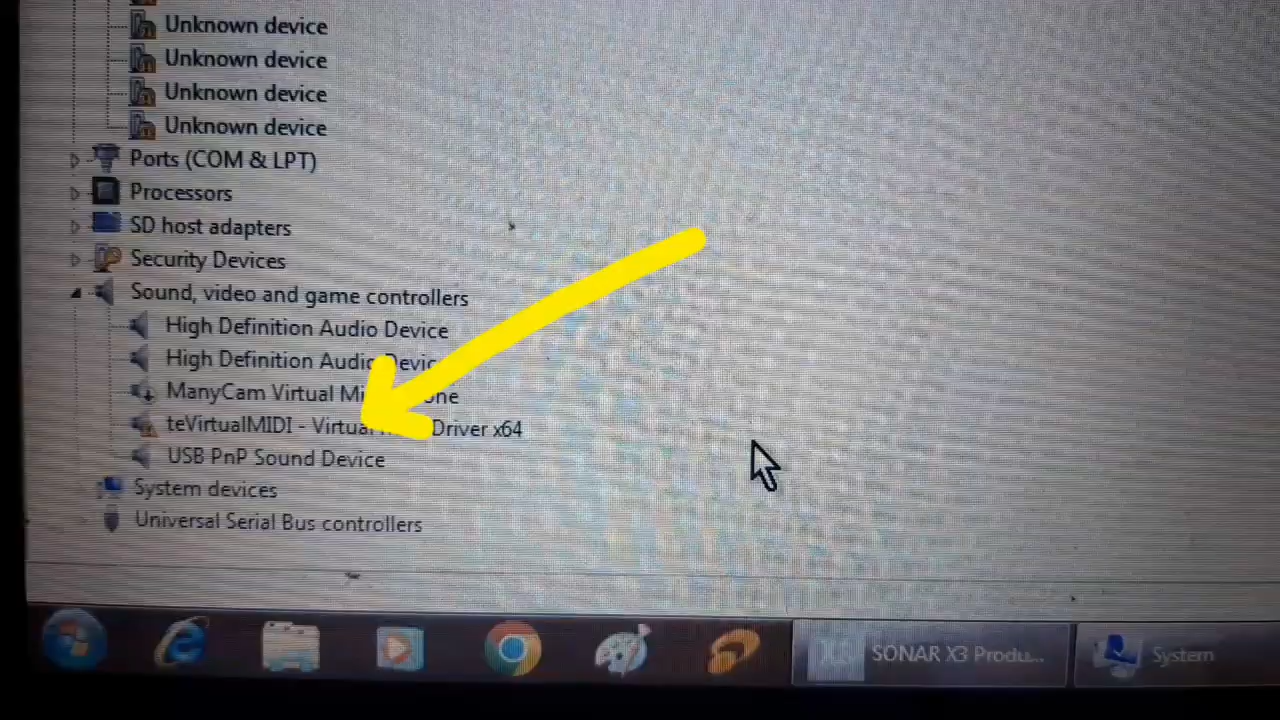 Unknown device
Unknown device
Unknown device
Unknown device
Ports (COM & LPT)
Processors
SD host adapters
Security Devices
Sound, video and game controllers
High Definition Audio Device
High Definition Audio Device
ManyCam Virtual
teVirtualMIDI - Virtual Driver x64
USB PnP Sound Device
System devices
Universal Serial Bus controllers
SONAR X3 Produ...
System